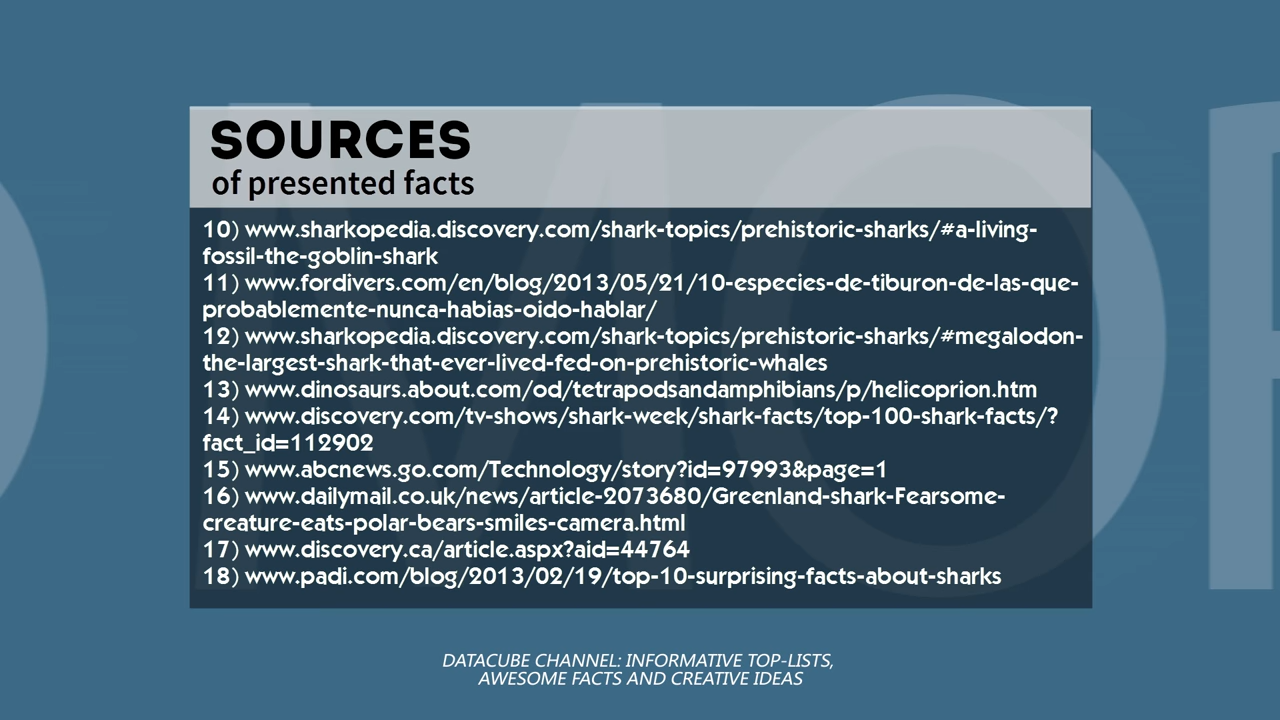 SOURCES
of presented facts
10) www.sharkopedia.discovery.com/shark-topics/prehistoric-sharks/#a-living-
fossil-the-goblin-shark
11) www.fordivers.com/en/blog/2013/05/21/10-especies-de-tiburon-de-las-que-
probablemente-nunca-habias-oido-hablar/
12) www.sharkopedia.discovery.com/shark-topics/prehistoric-sharks/#megalodon-
the-largest-shark-that-ever-lived-fed-on-prehistoric-whales
13) www.dinosaurs.about.com/od/tetrapodsandamphibians/p/helicoprion.htm
14) www.discovery.com/tv-shows/shark-week/shark-facts/top-100-shark-facts/?
fact_id=112902
15) www.abcnews.go.com/Technology/story?id=97993&page=1
16) www.dailymail.co.uk/news/article-2073680/Greenland-shark-Fearsome-
creature-eats-polar-bears-smiles-camera.html
17) www.discovery.ca/article.aspx?aid=44764
18) www.padi.com/blog/2013/02/19/top-10-surprising-facts-about-sharks
DATACUBE CHANNEL: INFORMATIVE TOP-LISTS,
AWESOME FACTS AND CREATIVE IDEAS